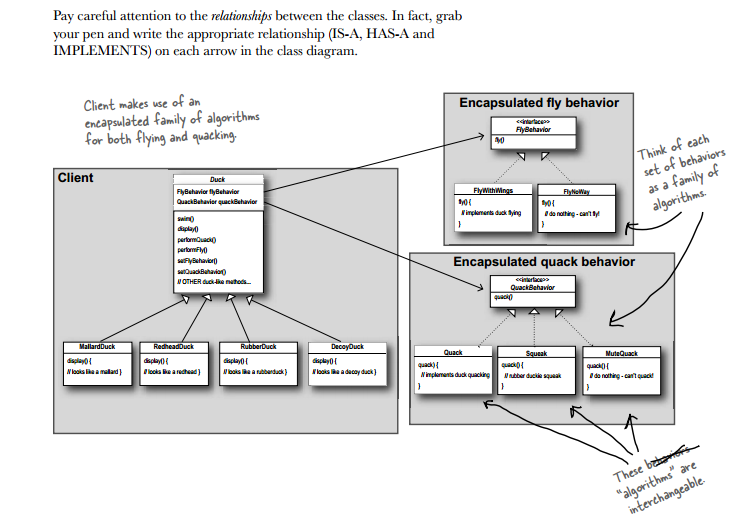 Pay careful attention to the relationships between the classes. In fact, grab
your pen and write the appropriate relationship (IS-A, HAS-A and
IMPLEMENTS) on each arrow in the class diagram.
Client makes use of an
encapsulated family of algorithms
for both flying and quacking.
Encapsulated fly behavior
<<interface>>
FlyBehavior
fly()
FlyWithWings
fly() {
// implements duck flying
}
FlyNoWay
fly() {
// do nothing - can't fly!
}
Think of each
set of behaviors
as a family of
algorithms.
Client
Duck
FlyBehavior flyBehavior
QuackBehavior quackBehavior
swim()
display()
performQuack()
performFly()
setFlyBehavior()
setQuackBehavior()
// OTHER duck-like methods...
MallardDuck
display() {
// looks like a mallard }
RedheadDuck
display() {
// looks like a redhead }
RubberDuck
display() {
// looks like a rubberduck }
DecoyDuck
display() {
// looks like a decoy duck }
Encapsulated quack behavior
<<interface>>
QuackBehavior
quack()
Quack
quack() {
// implements duck quacking
}
Squeak
quack() {
// rubber duckie squeak
}
MuteQuack
quack() {
// do nothing - can't quack!
}
These behaviors
"algorithms" are
interchangeable.